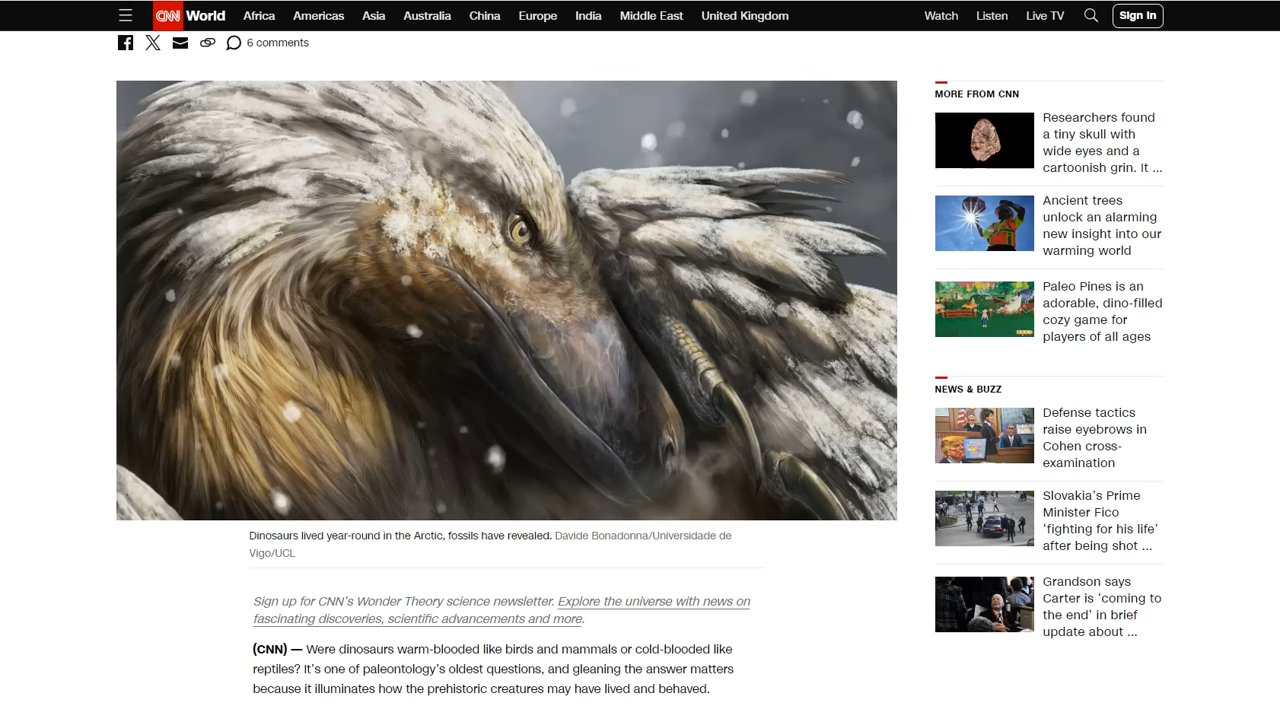 CNN World Africa Americas Asia Australia China Europe India Middle East United Kingdom Watch Listen Live TV Sign In
6 comments
Dinosaurs lived year-round in the Arctic, fossils have revealed. Davide Bonadonna/Universidade de
Vigo/UCL
Sign up for CNN’s Wonder Theory science newsletter. Explore the universe with news on
fascinating discoveries, scientific advancements and more.
(CNN) — Were dinosaurs warm-blooded like birds and mammals or cold-blooded like
reptiles? It’s one of paleontology’s oldest questions, and gleaning the answer matters
because it illuminates how the prehistoric creatures may have lived and behaved.
MORE FROM CNN
Researchers found
a tiny skull with
wide eyes and a
cartoonish grin. It ...
Ancient trees
unlock an alarming
new insight into our
warming world
Paleo Pines is an
adorable, dino-filled
cozy game for
players of all ages
NEWS & BUZZ
Defense tactics
raise eyebrows in
Cohen cross-
examination
Slovakia’s Prime
Minister Fico
‘fighting for his life’
after being shot ...
Grandson says
Carter is ‘coming to
the end’ in brief
update about ...